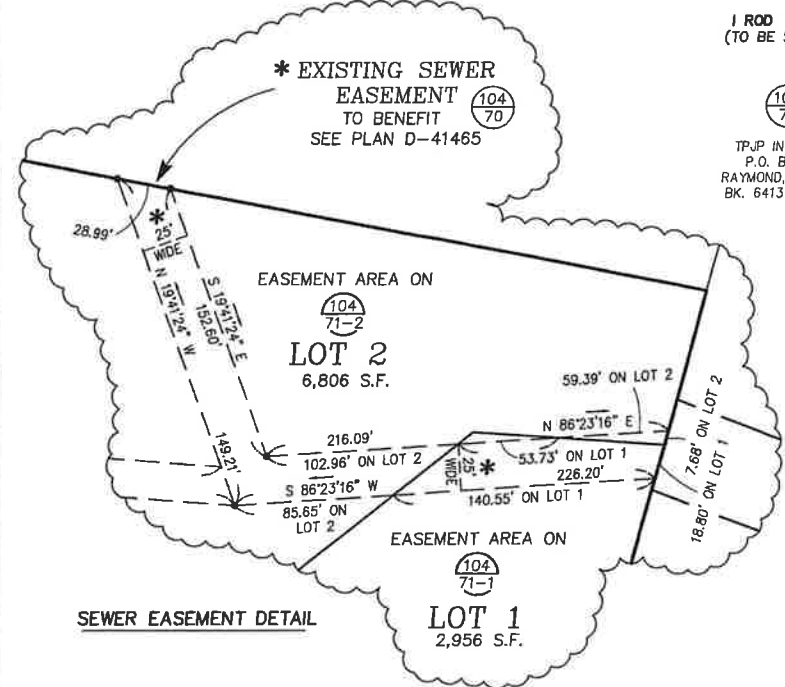 1 ROD
(TO BE
* EXISTING SEWER
EASEMENT
TO BENEFIT
SEE PLAN D-41465
104
70
TPJP IN
P.O. B
RAYMOND,
BK. 6413
28.99'
*
25'
WIDE
N 19°41'24" W
149.21'
S 19°41'24" E
152.60'
EASEMENT AREA ON
104
71-2
LOT 2
6,806 S.F.
59.39' ON LOT 2
N 86°23'16" E
216.09'
102.96' ON LOT 2
53.73' ON LOT 1
25'
WIDE
*
226.20'
S 86°23'16" W
85.65' ON
LOT 2
140.55' ON LOT 1
7.68' ON LOT 2
18.80' ON LOT 1
EASEMENT AREA ON
104
71-1
LOT 1
2,956 S.F.
SEWER EASEMENT DETAIL